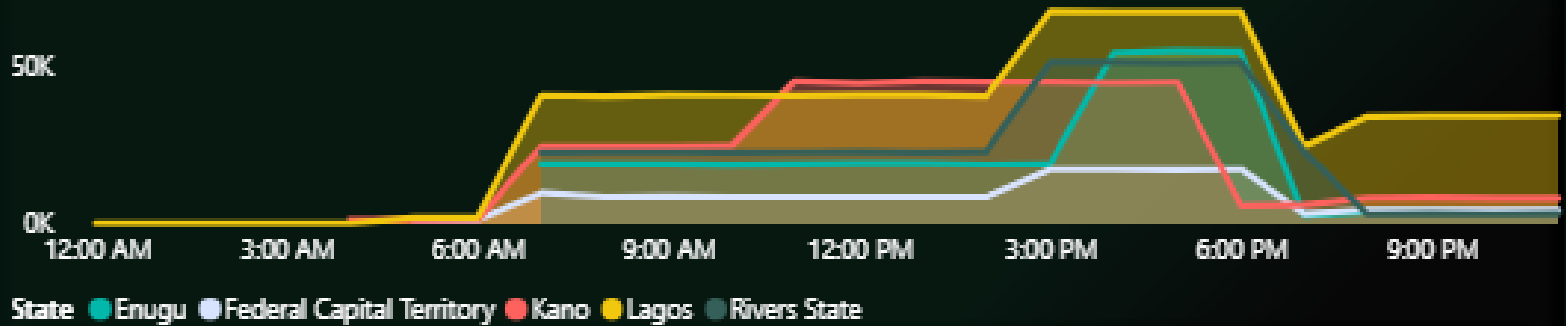 50K
0K
12:00 AM 3:00 AM 6:00 AM 9:00 AM 12:00 PM 3:00 PM 6:00 PM 9:00 PM
State Enugu Federal Capital Territory Kano Lagos Rivers State